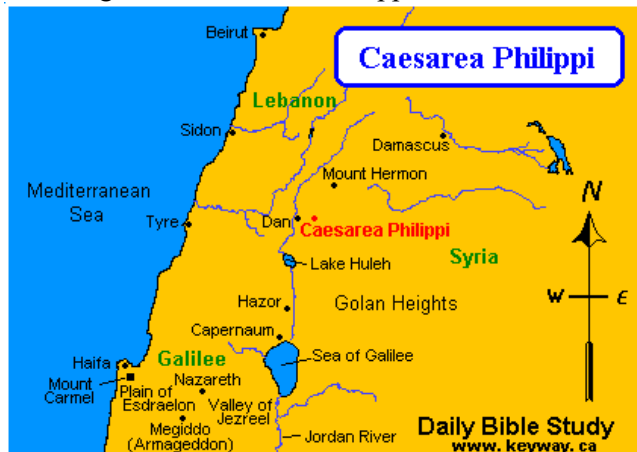 Beirut
Caesarea Philippi
Lebanon
Sidon
Damascus
Mount Hermon
Mediterranean
Sea
N
Tyre
Dan
Caesarea Philippi
Syria
Lake Huleh
W
E
Hazor
Golan Heights
Capernaum
Haifa
Galilee
Sea of Galilee
Mount
Carmel
Nazareth
Plain of
Esdraelon
Valley of
Jezreel
Megiddo
(Armageddon)
Jordan River
Daily Bible Study
www.keyway.ca